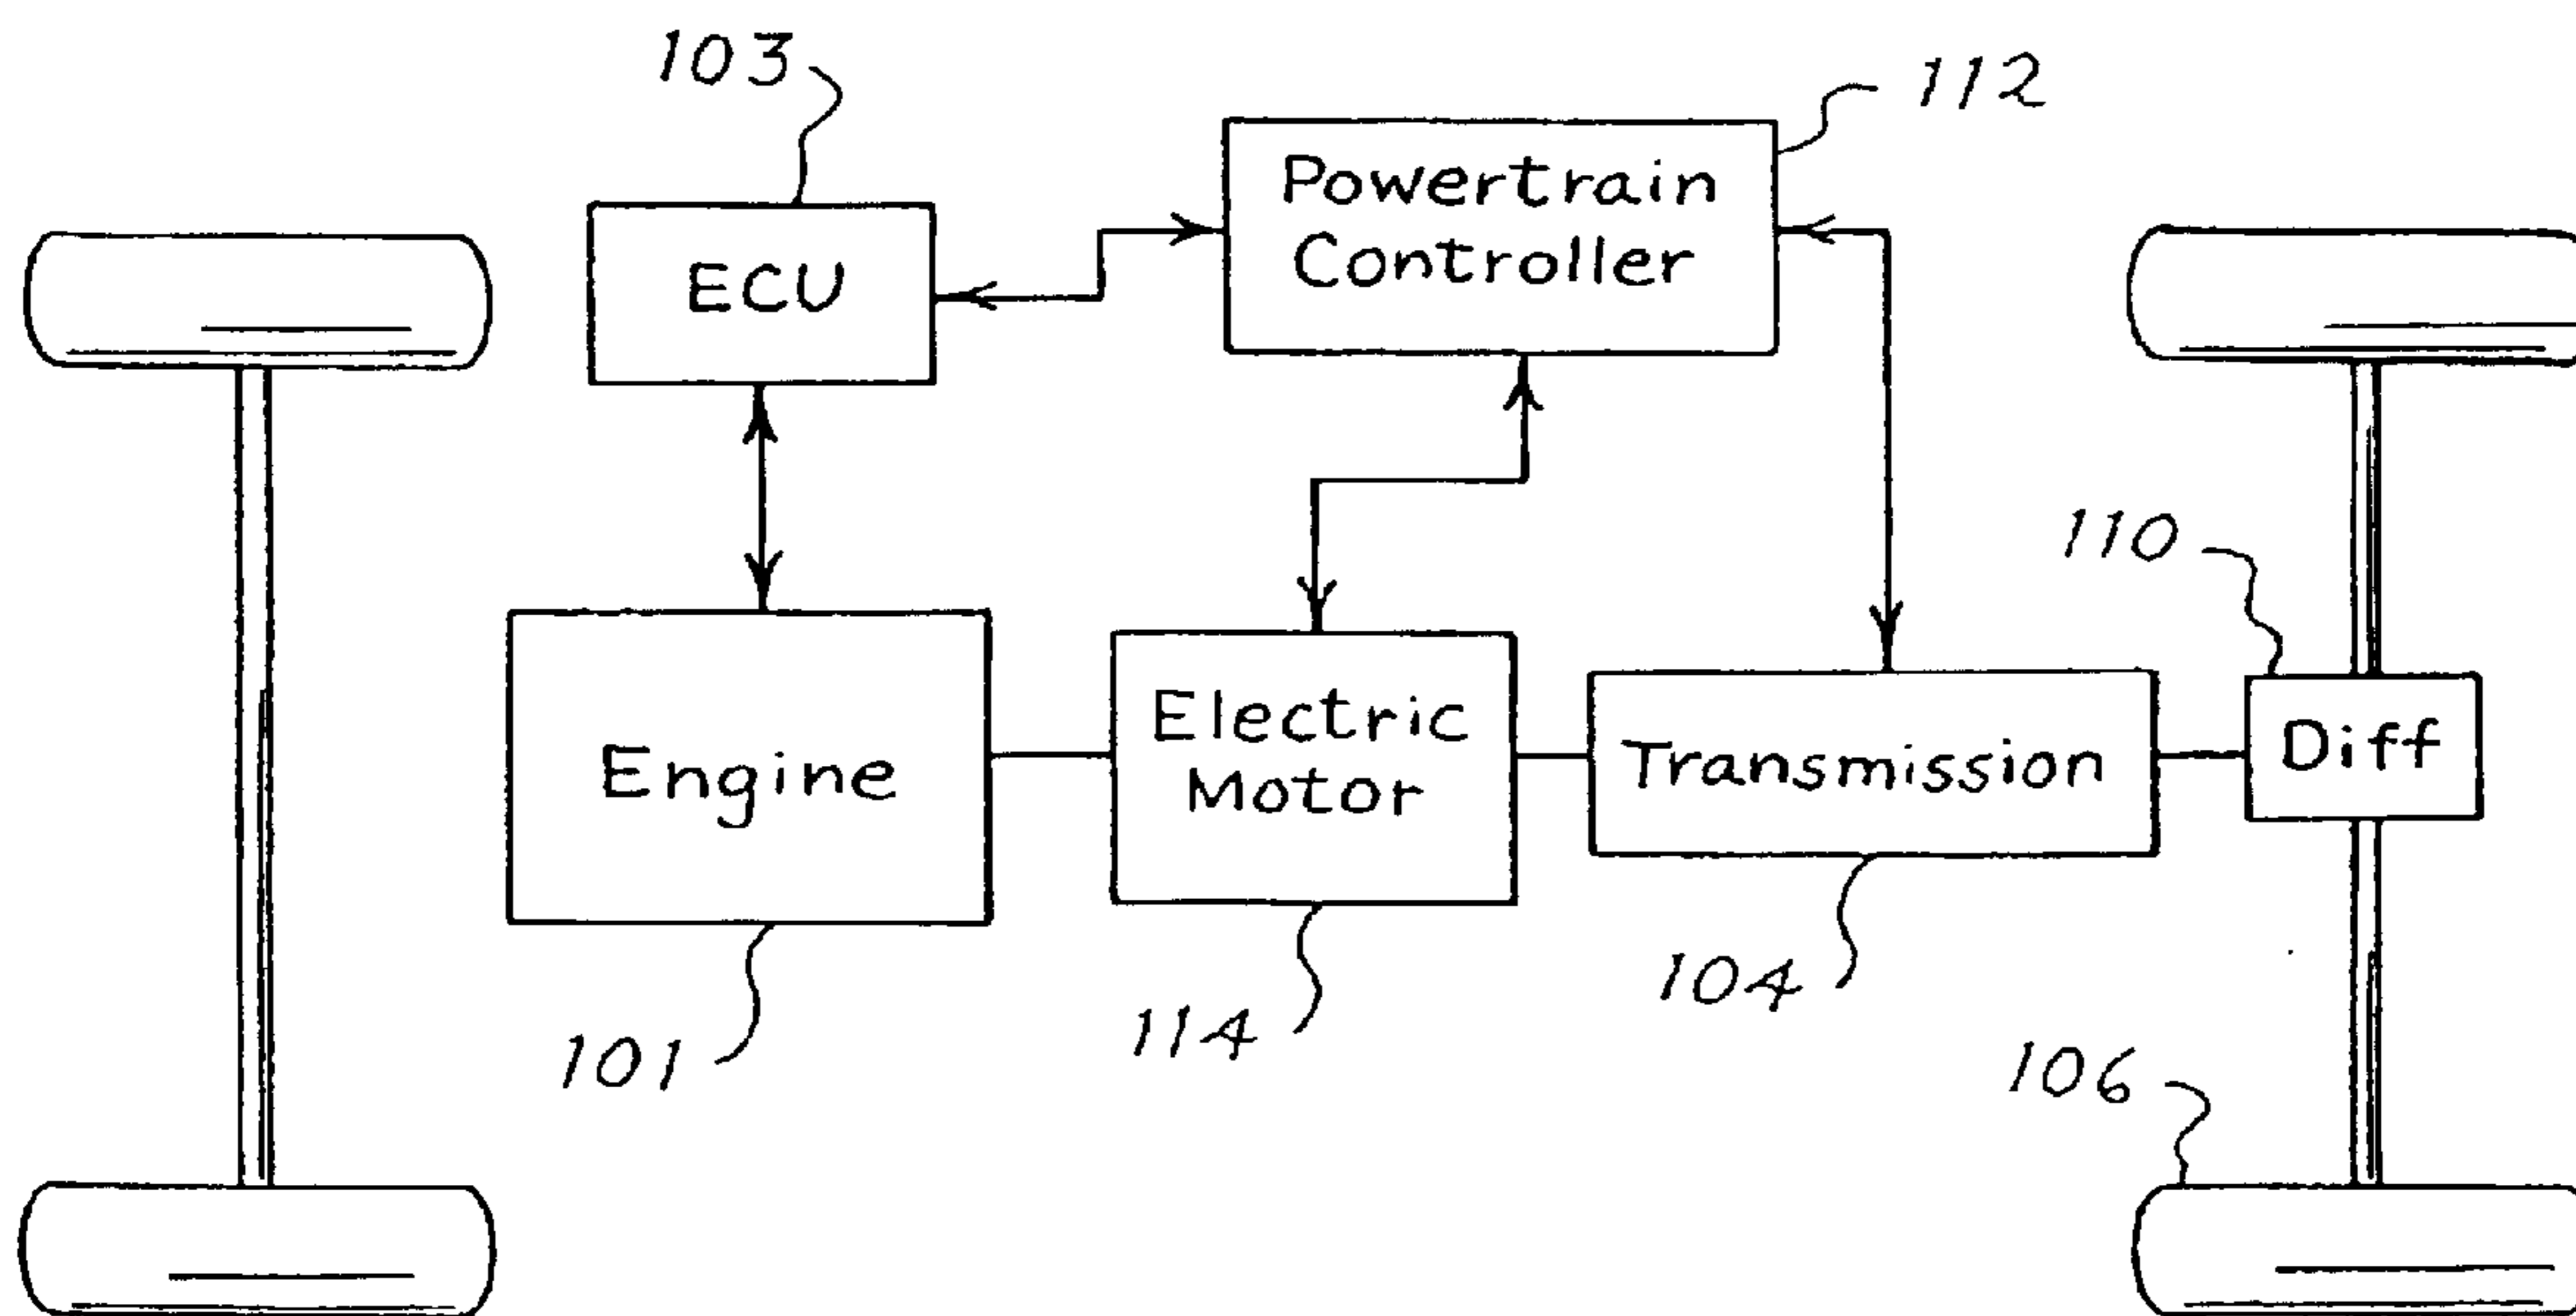 103
112
Powertrain
Controller
ECU
110
Electric
Motor
Diff
Engine
Transmission
104
114
101
106